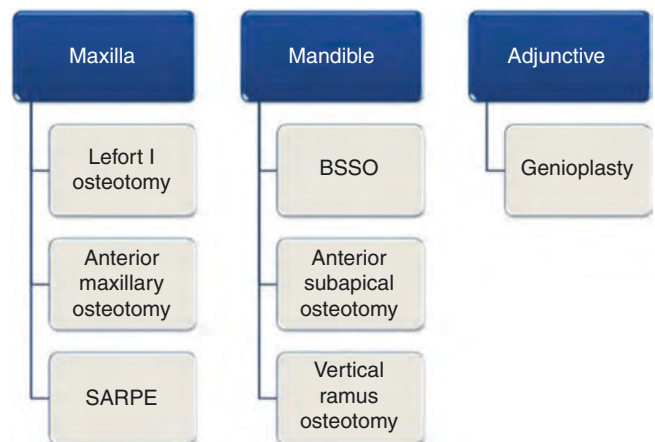 Maxilla
Lefort I
osteotomy
Anterior
maxillary
osteotomy
SARPE
Mandible
BSSO
Anterior
subapical
osteotomy
Vertical
ramus
osteotomy
Adjunctive
Genioplasty